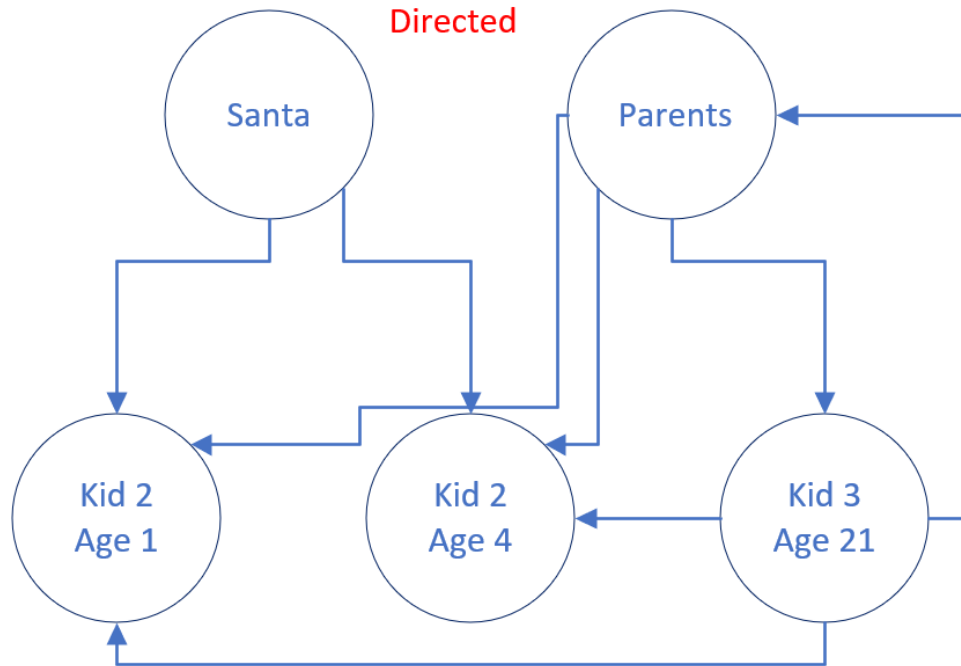 Directed
Santa
Parents
Kid 2
Age 1
Kid 2
Age 4
Kid 3
Age 21